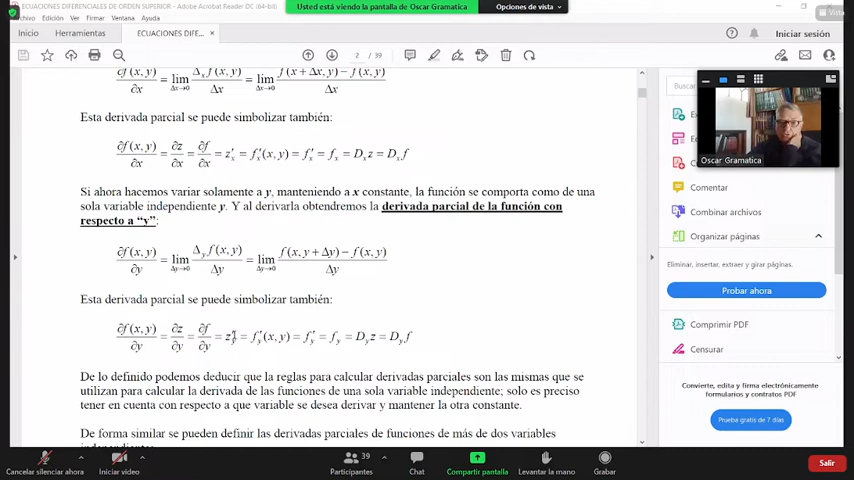 ECUACIONES DIFERENCIALES DE ORDEN SUPERIOR - Adobe Acrobat Reader DC (64-bit)
Usted está viendo la pantalla de Oscar Gramatica
Opciones de vista
Edición Ver Firmar Ventana Ayuda
Vista
Inicio Herramientas ECUACIONES DIFE... × Iniciar sesión
2 / 39
∂f(x, y)/∂x = lim Δx→0 Δₓf(x, y)/Δx = lim Δx→0 f(x + Δx, y) − f(x, y)/Δx
Buscar
Esta derivada parcial se puede simbolizar también:
∂f(x, y)/∂x = ∂z/∂x = ∂f/∂x = z′ₓ = f′ₓ(x, y) = f′ₓ = fₓ = Dₓz = Dₓf
Oscar Gramatica
Si ahora hacemos variar solamente a y, manteniendo a x constante, la función se comporta como de una
sola variable independiente y. Y al derivarla obtendremos la derivada parcial de la función con
respecto a “y”:
Comentar
Combinar archivos
Organizar páginas
∂f(x, y)/∂y = lim Δy→0 Δ_y f(x, y)/Δy = lim Δy→0 f(x, y + Δy) − f(x, y)/Δy
Eliminar, insertar, extraer y girar páginas.
Probar ahora
Esta derivada parcial se puede simbolizar también:
∂f(x, y)/∂y = ∂z/∂y = ∂f/∂y = z′_y = f′_y(x, y) = f′_y = f_y = D_y z = D_y f
Comprimir PDF
Censurar
De lo definido podemos deducir que la reglas para calcular derivadas parciales son las mismas que se
utilizan para calcular la derivada de las funciones de una sola variable independiente; solo es preciso
tener en cuenta con respecto a que variable se desea derivar y mantener la otra constante.
Convierte, edita y firma electrónicamente
formularios y contratos PDF
Prueba gratis de 7 días
De forma similar se pueden definir las derivadas parciales de funciones de más de dos variables
Cancelar silenciar ahora
Iniciar video
39
Participantes
Chat
Compartir pantalla
Levantar la mano
Grabar
Salir